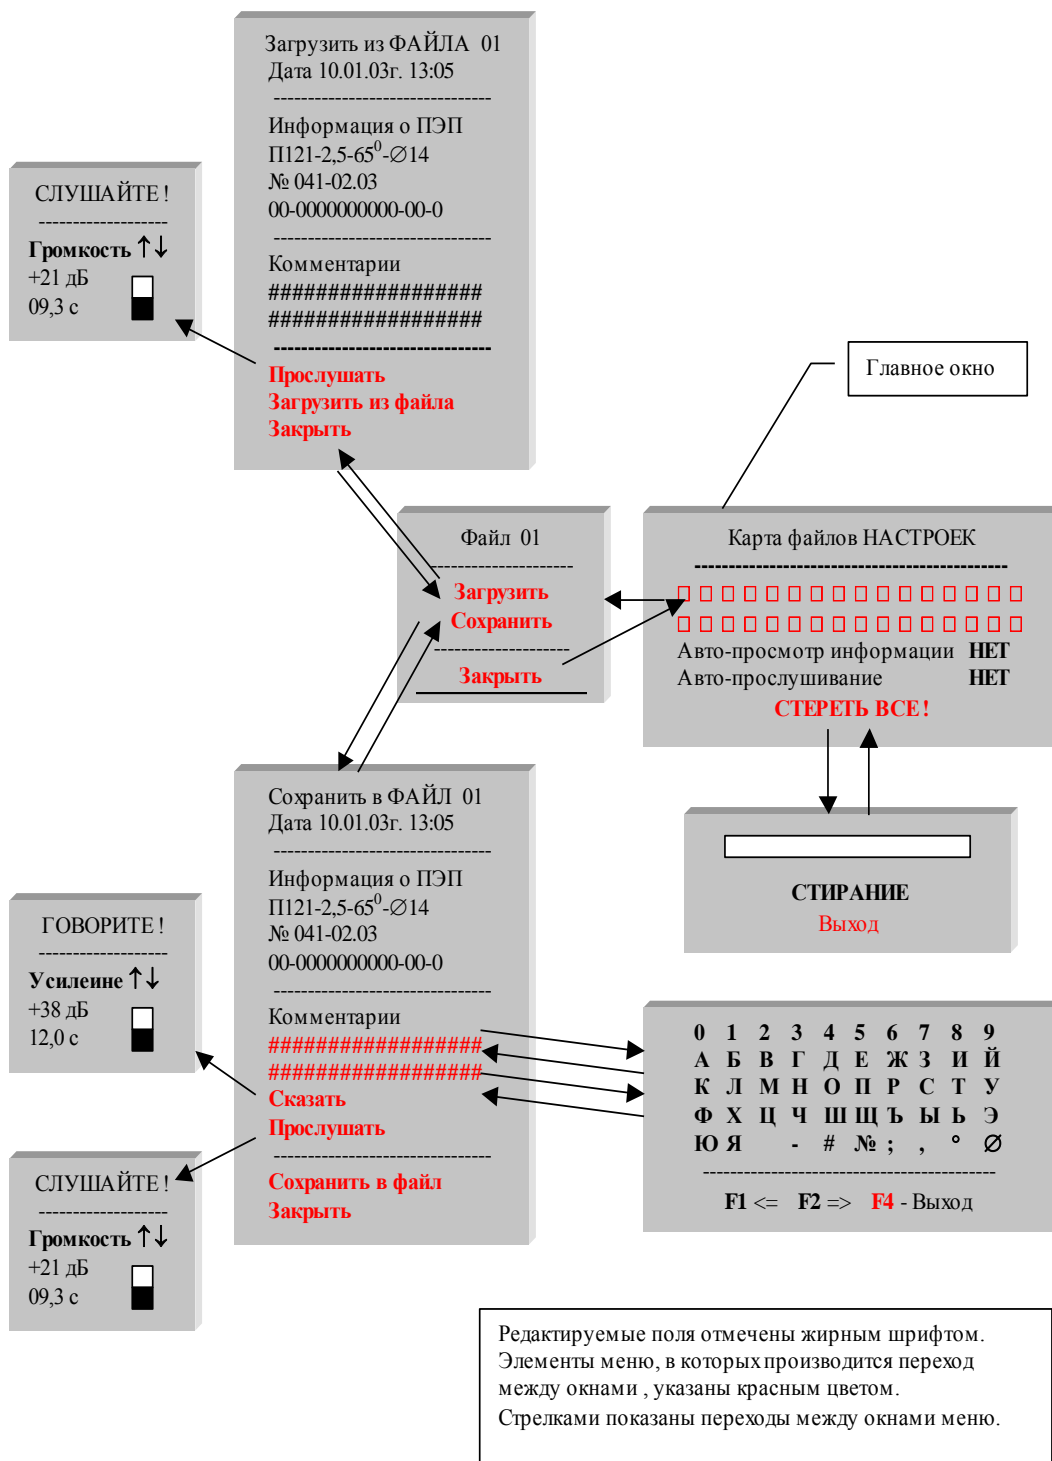 Загрузить из ФАЙЛА 01
Дата 10.01.03г. 13:05
--------------------------------
Информация о ПЭП
П121-2,5-65⁰-∅14
№ 041-02.03
00-0000000000-00-0
--------------------------------
Комментарии
##################
##################
--------------------------------
Прослушать
Загрузить из файла
Закрыть
СЛУШАЙТЕ !
-------------------
Громкость ↑↓
+21 дБ
09,3 с
Главное окно
Файл 01
---------------------
Загрузить
Сохранить
--------------------
Закрыть
Карта файлов НАСТРОЕК
----------------------------------------------
□ □ □ □ □ □ □ □ □ □ □ □ □ □ □ □
□ □ □ □ □ □ □ □ □ □ □ □ □ □ □ □
Авто-просмотр информации НЕТ
Авто-прослушивание НЕТ
СТЕРЕТЬ ВСЕ !
СТИРАНИЕ
Выход
Сохранить в ФАЙЛ 01
Дата 10.01.03г. 13:05
--------------------------------
Информация о ПЭП
П121-2,5-65⁰-∅14
№ 041-02.03
00-0000000000-00-0
--------------------------------
Комментарии
##################
##################
Сказать
Прослушать
--------------------------------
Сохранить в файл
Закрыть
ГОВОРИТЕ !
-------------------
Усилеине ↑↓
+38 дБ
12,0 с
СЛУШАЙТЕ !
-------------------
Громкость ↑↓
+21 дБ
09,3 с
0 1 2 3 4 5 6 7 8 9
А Б В Г Д Е Ж З И Й
К Л М Н О П Р С Т У
Ф Х Ц Ч Ш Щ Ъ Ы Ь Э
Ю Я - # № ; , ° ∅
-------------------------------------------
F1 <= F2 => F4 - Выход
Редактируемые поля отмечены жирным шрифтом.
Элементы меню, в которых производится переход
между окнами , указаны красным цветом.
Стрелками показаны переходы между окнами меню.